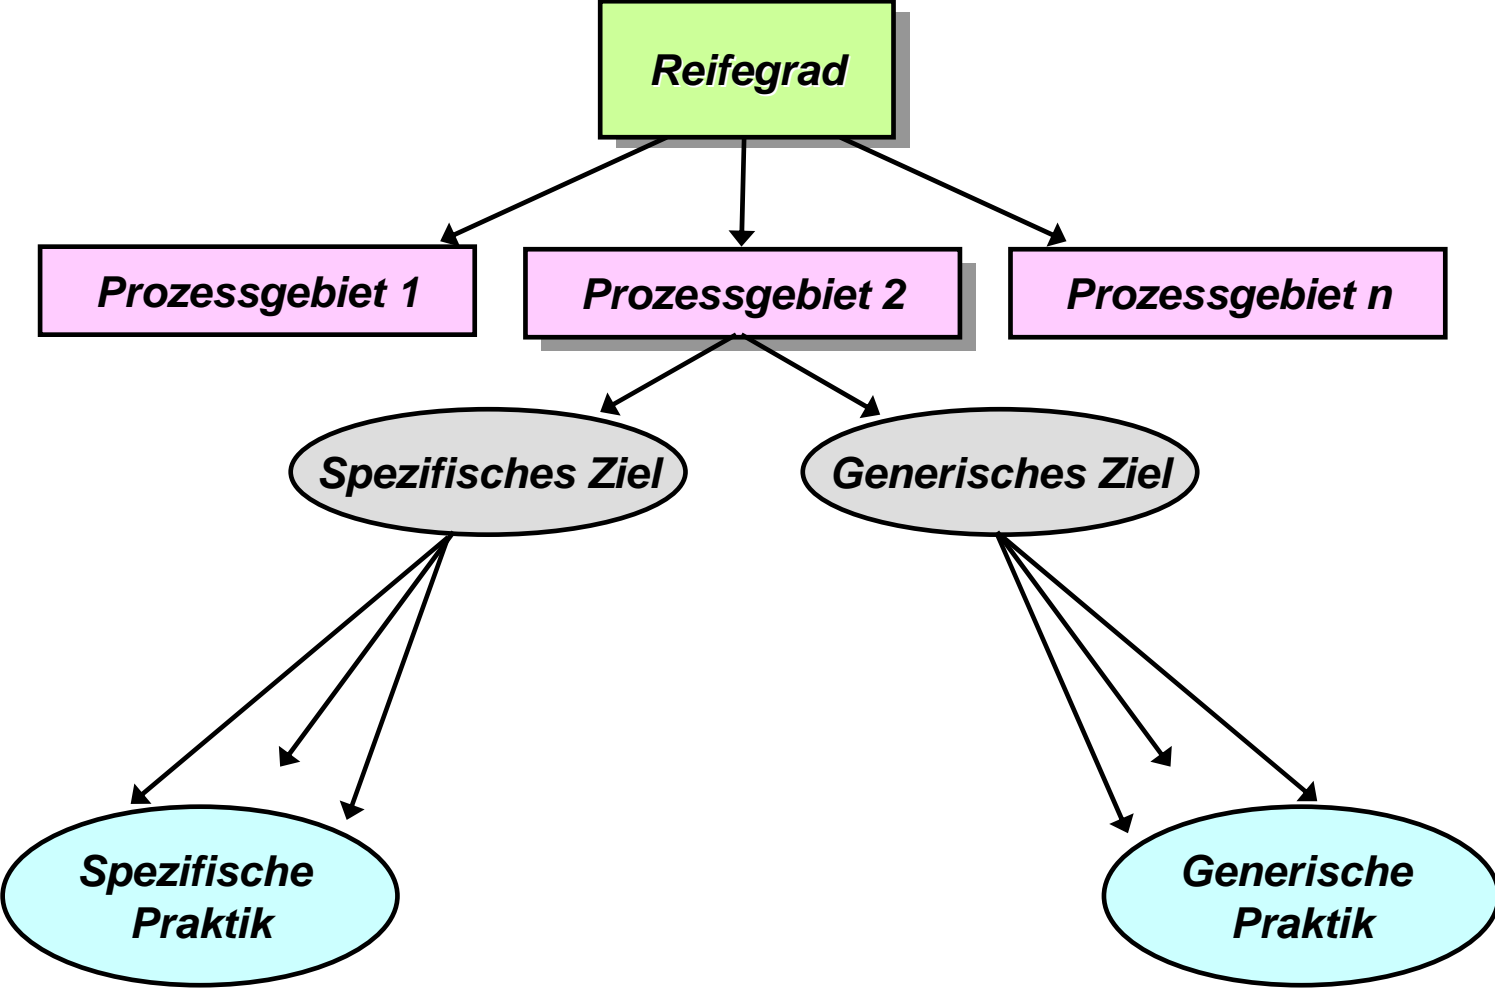 Reifegrad
Prozessgebiet 1
Prozessgebiet 2
Prozessgebiet n
Spezifisches Ziel
Generisches Ziel
Spezifische
Praktik
Generische
Praktik